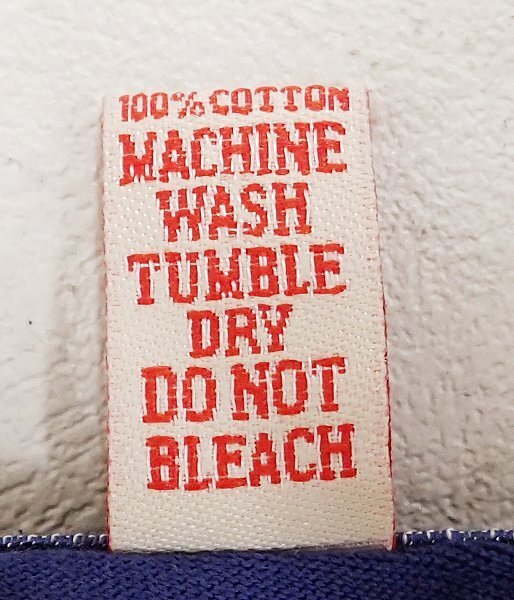 100% COTTON
MACHINE
WASH
TUMBLE
DRY
DO NOT
BLEACH